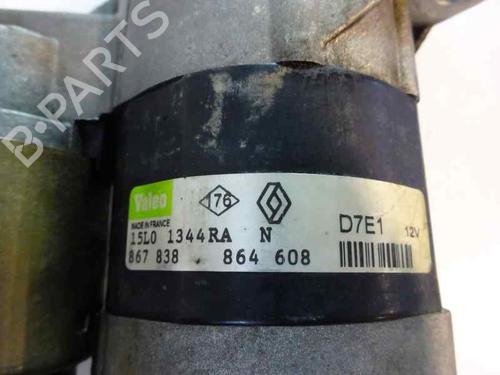 B-PARTS
Valeo
176
MADE IN FRANCE
15L0 1344RA N
867 838 864 608
D7E1 12V